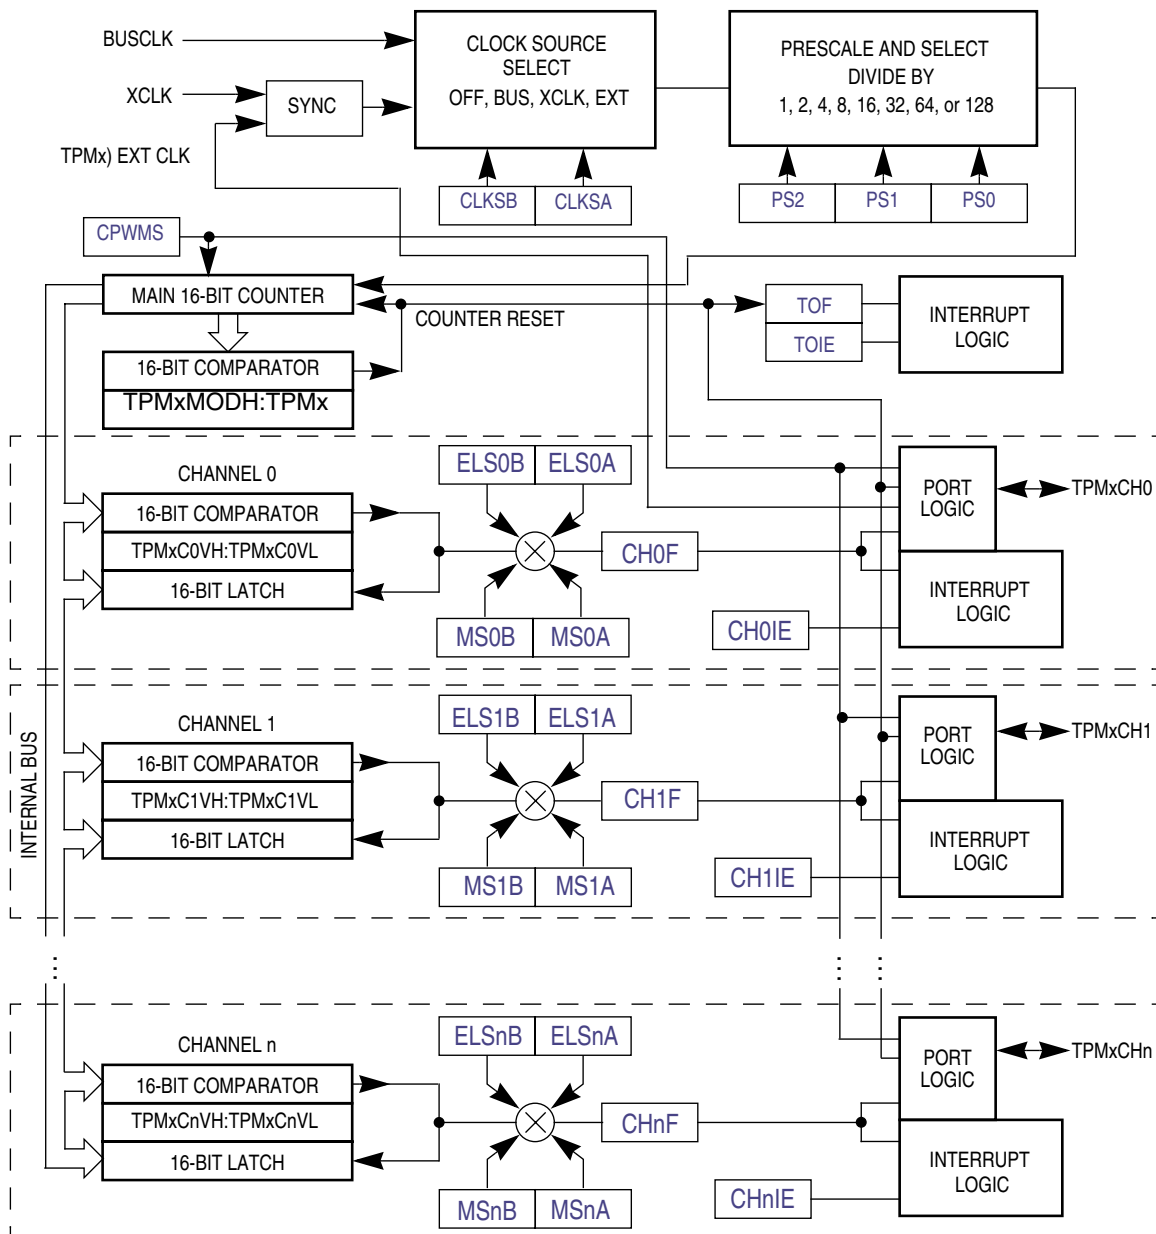 BUSCLK
XCLK
TPMx) EXT CLK
SYNC
CLOCK SOURCE
SELECT
OFF, BUS, XCLK, EXT
PRESCALE AND SELECT
DIVIDE BY
1, 2, 4, 8, 16, 32, 64, or 128
CLKSB
CLKSA
PS2
PS1
PS0
CPWMS
MAIN 16-BIT COUNTER
COUNTER RESET
16-BIT COMPARATOR
TPMxMODH:TPMx
TOF
TOIE
INTERRUPT
LOGIC
INTERNAL BUS
CHANNEL 0
16-BIT COMPARATOR
TPMxC0VH:TPMxC0VL
16-BIT LATCH
ELS0B
ELS0A
MS0B
MS0A
CH0F
CH0IE
PORT
LOGIC
TPMxCH0
INTERRUPT
LOGIC
CHANNEL 1
16-BIT COMPARATOR
TPMxC1VH:TPMxC1VL
16-BIT LATCH
ELS1B
ELS1A
MS1B
MS1A
CH1F
CH1IE
PORT
LOGIC
TPMxCH1
INTERRUPT
LOGIC
CHANNEL n
16-BIT COMPARATOR
TPMxCnVH:TPMxCnVL
16-BIT LATCH
ELSnB
ELSnA
MSnB
MSnA
CHnF
CHnIE
PORT
LOGIC
TPMxCHn
INTERRUPT
LOGIC